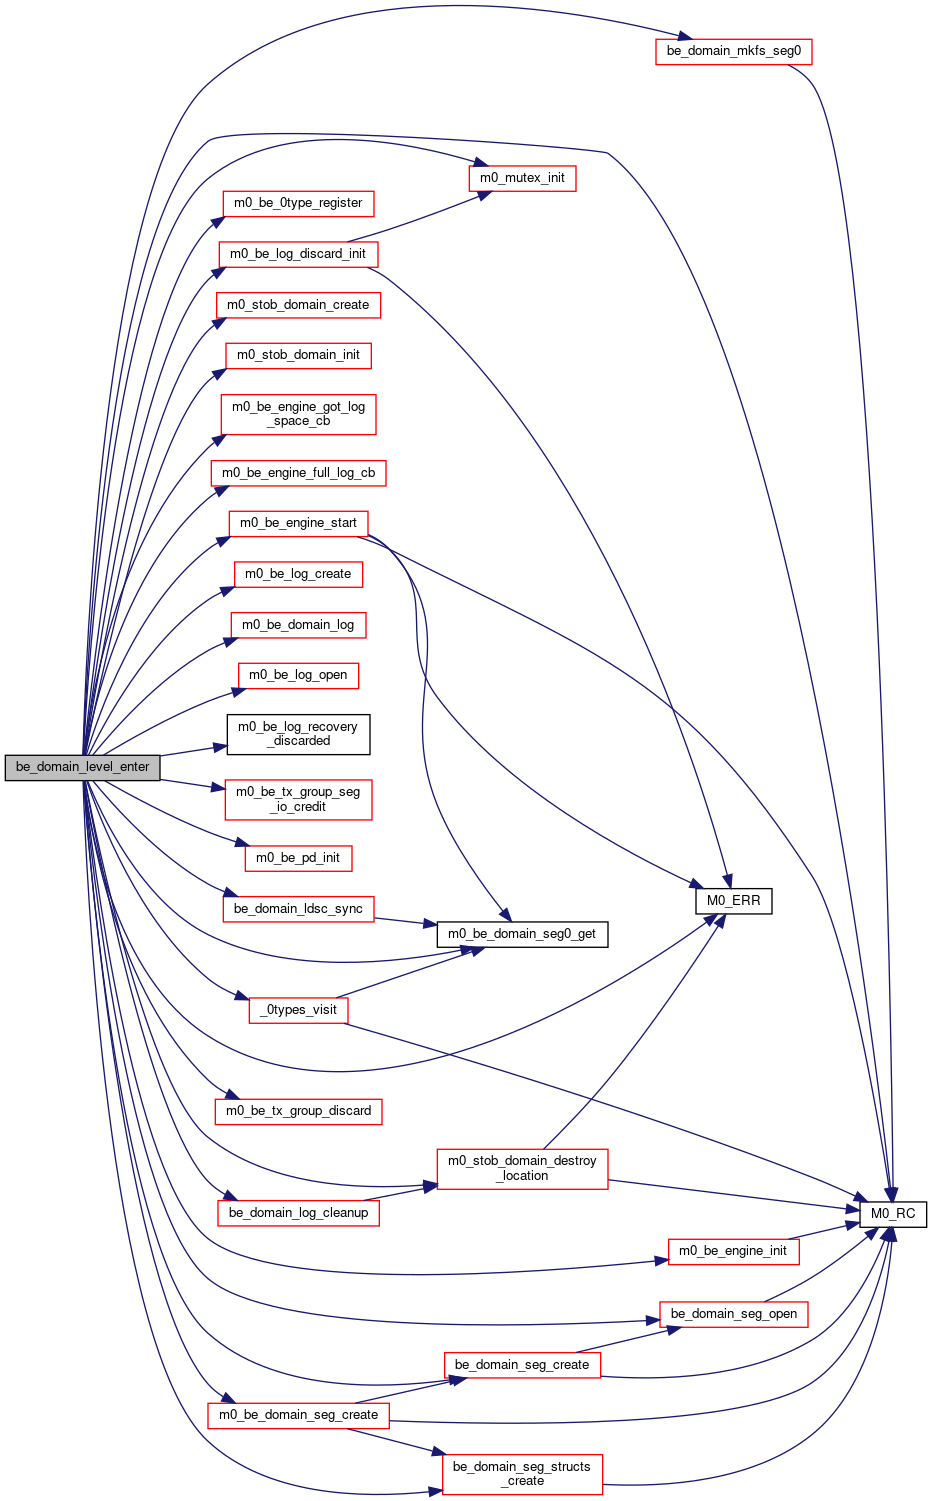 be_domain_mkfs_seg0
m0_mutex_init
m0_be_0type_register
m0_be_log_discard_init
m0_stob_domain_create
m0_stob_domain_init
m0_be_engine_got_log
_space_cb
m0_be_engine_full_log_cb
m0_be_engine_start
m0_be_log_create
m0_be_domain_log
m0_be_log_open
m0_be_log_recovery
_discarded
be_domain_level_enter
m0_be_tx_group_seg
_io_credit
m0_be_pd_init
M0_ERR
be_domain_ldsc_sync
m0_be_domain_seg0_get
_0types_visit
m0_be_tx_group_discard
m0_stob_domain_destroy
_location
be_domain_log_cleanup
M0_RC
m0_be_engine_init
be_domain_seg_open
be_domain_seg_create
m0_be_domain_seg_create
be_domain_seg_structs
_create